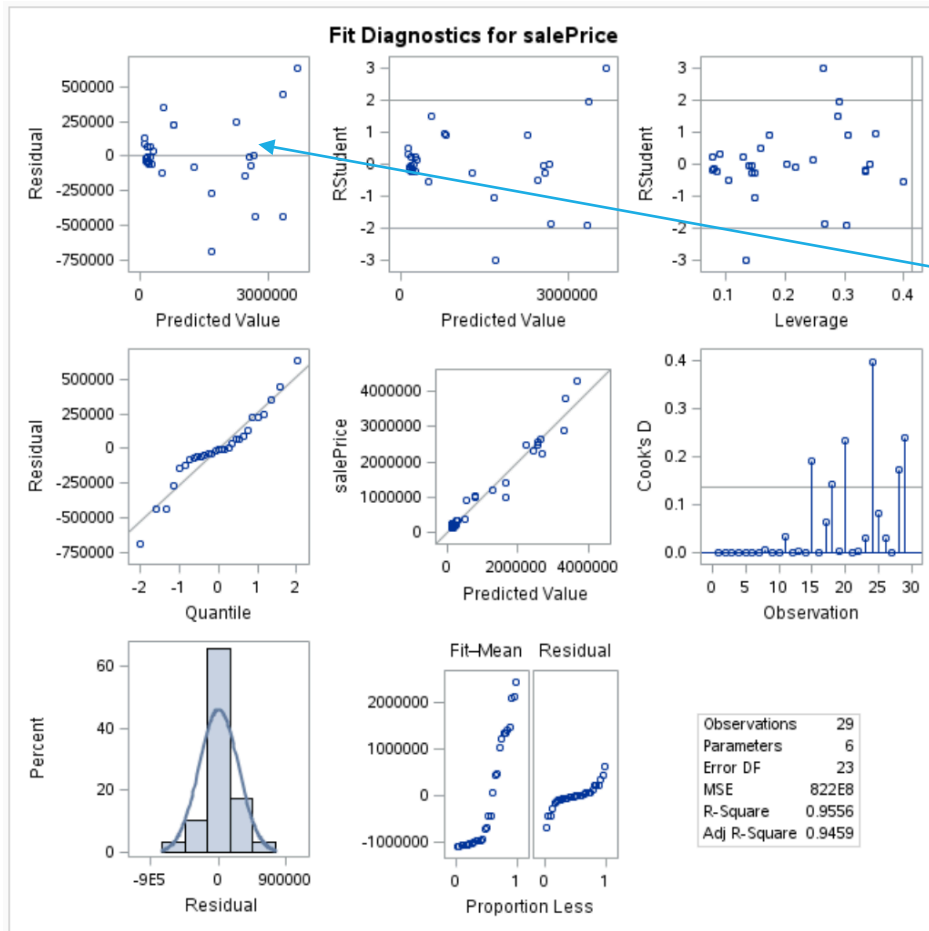 Fit Diagnostics for salePrice
Residual
500000
250000
0
-250000
-500000
-750000
0 3000000
Predicted Value
RStudent
3
2
1
0
-1
-2
-3
0 3000000
Predicted Value
RStudent
3
2
1
0
-1
-2
-3
0.1 0.2 0.3 0.4
Leverage
Residual
500000
250000
0
-250000
-500000
-750000
-2 -1 0 1 2
Quantile
salePrice
4000000
3000000
2000000
1000000
0
0 2000000 4000000
Predicted Value
Cook's D
0.4
0.3
0.2
0.1
0.0
0 5 10 15 20 25 30
Observation
Percent
60
40
20
0
-9E5 0 900000
Residual
Fit–Mean Residual
2000000
1000000
0
-1000000
0 1 0 1
Proportion Less
Observations 29
Parameters 6
Error DF 23
MSE 822E8
R-Square 0.9556
Adj R-Square 0.9459